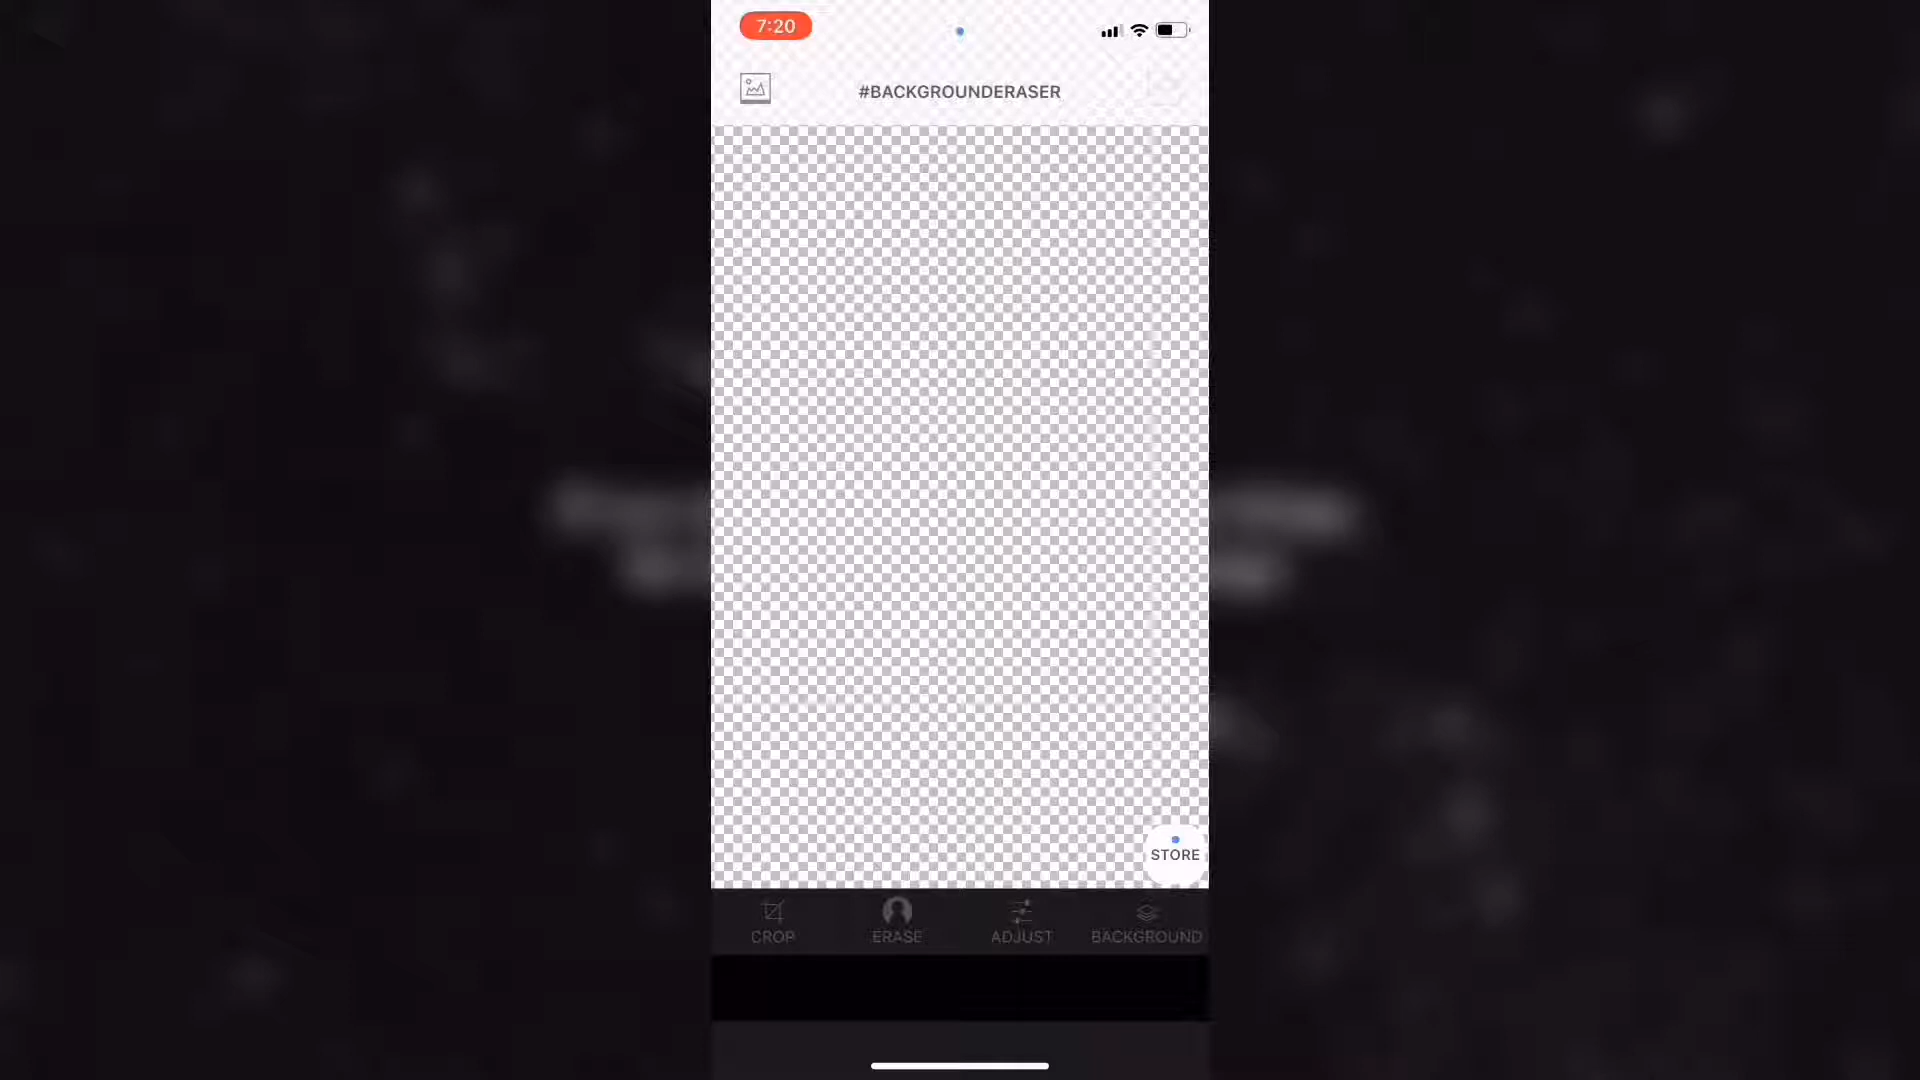 7:20
#BACKGROUNDERASER
STORE
CROP
ERASE
ADJUST
BACKGROUND